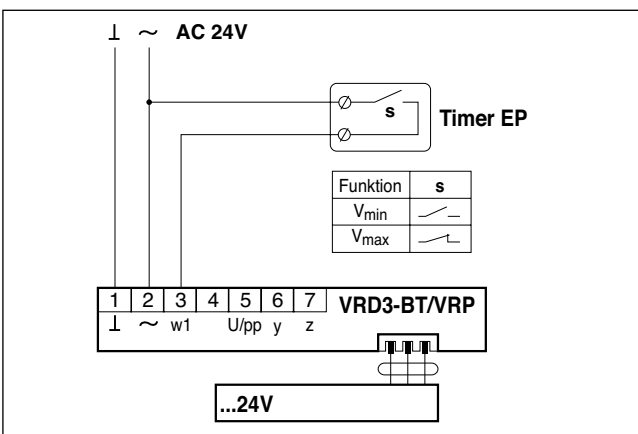 ⊥ ~ AC 24V
s
Timer EP
Funktion s
Vmin
Vmax
1 2 3 4 5 6 7 VRD3-BT/VRP
⊥ ~ w1 U/pp y z
...24V